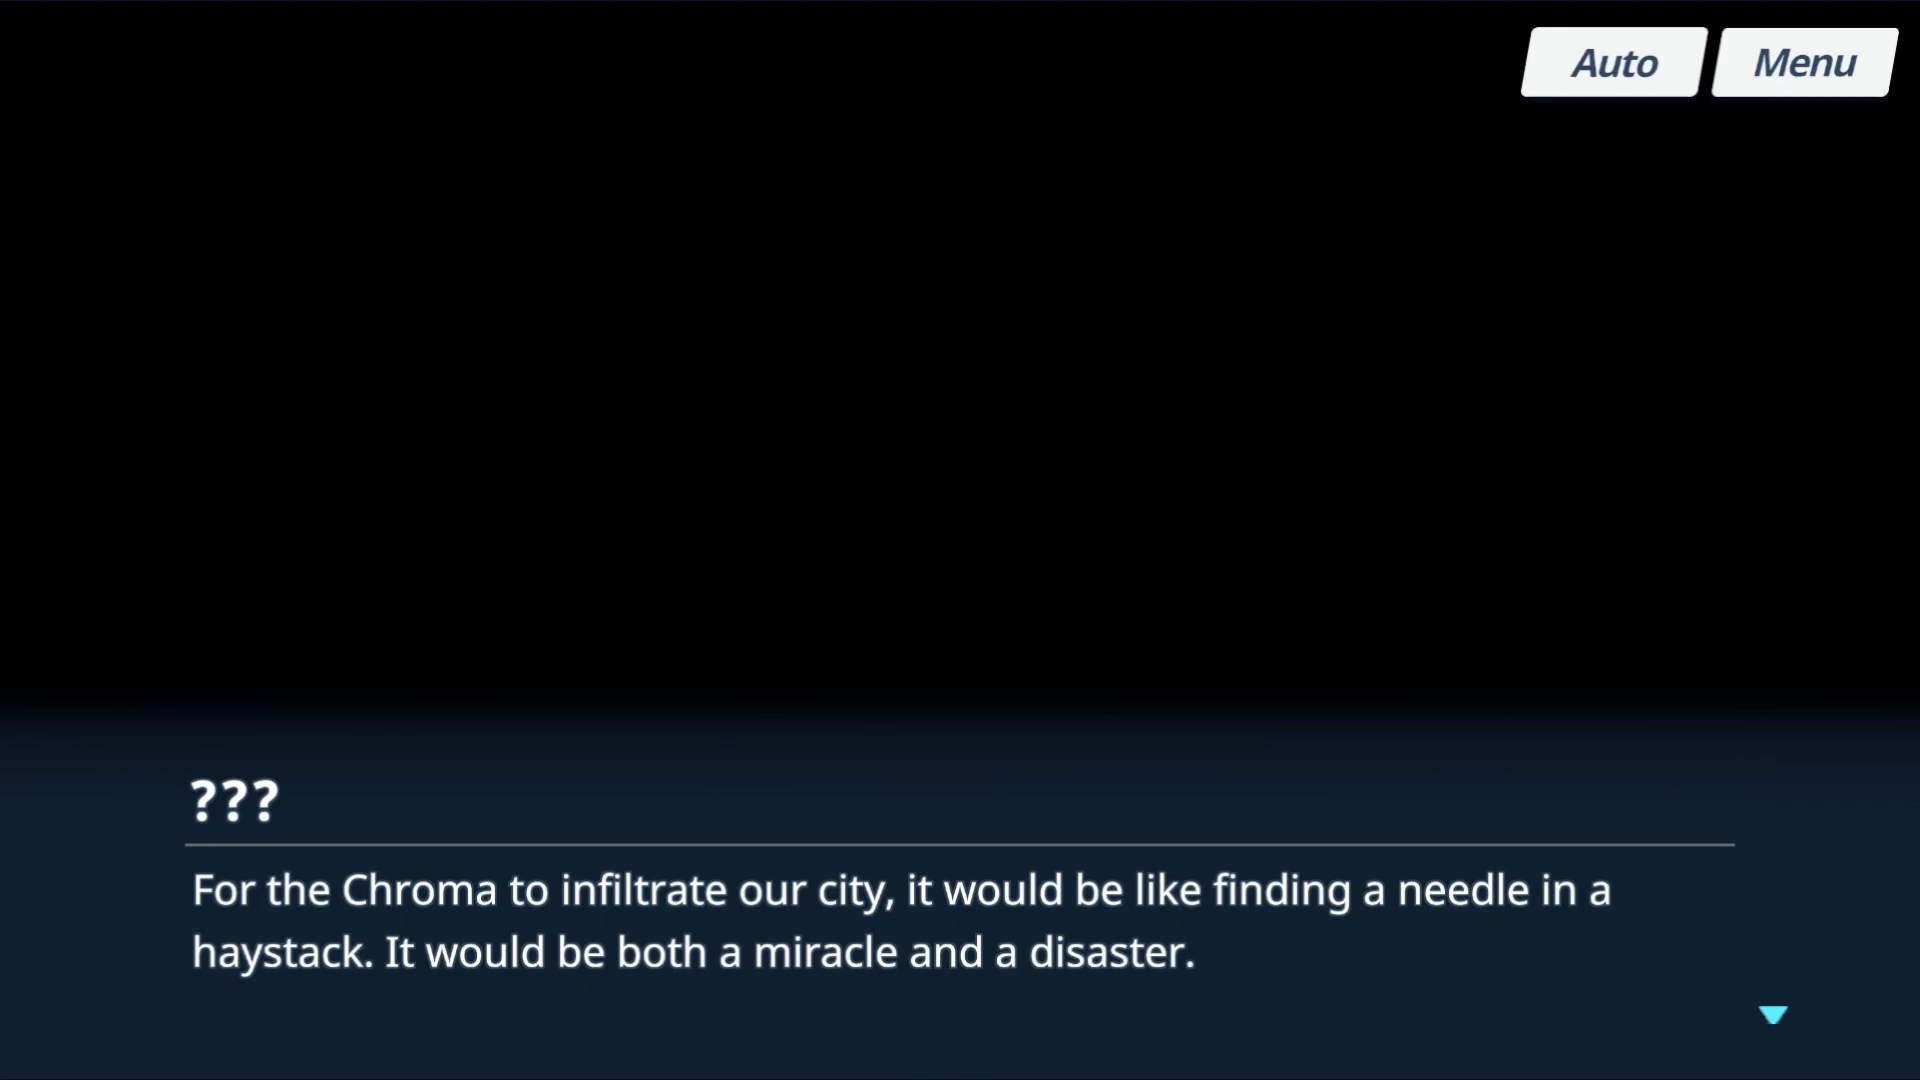 Auto Menu
???
For the Chroma to infiltrate our city, it would be like finding a needle in a
haystack. It would be both a miracle and a disaster.